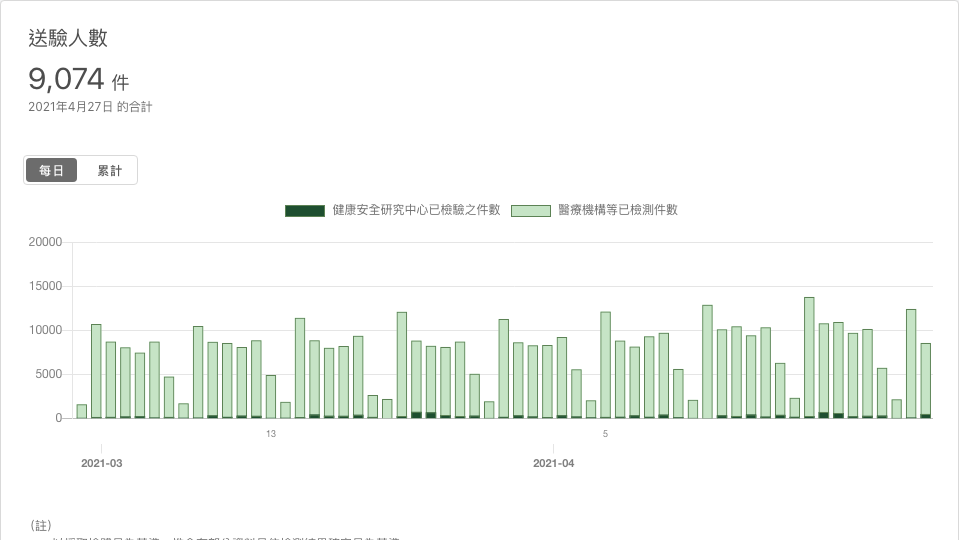 送驗人數
9,074 件
2021年4月27日 的合計
每日 累計
健康安全研究中心已檢驗之件數 醫療機構等已檢測件數
20000
15000
10000
5000
0
13 5
2021-03 2021-04
(註)